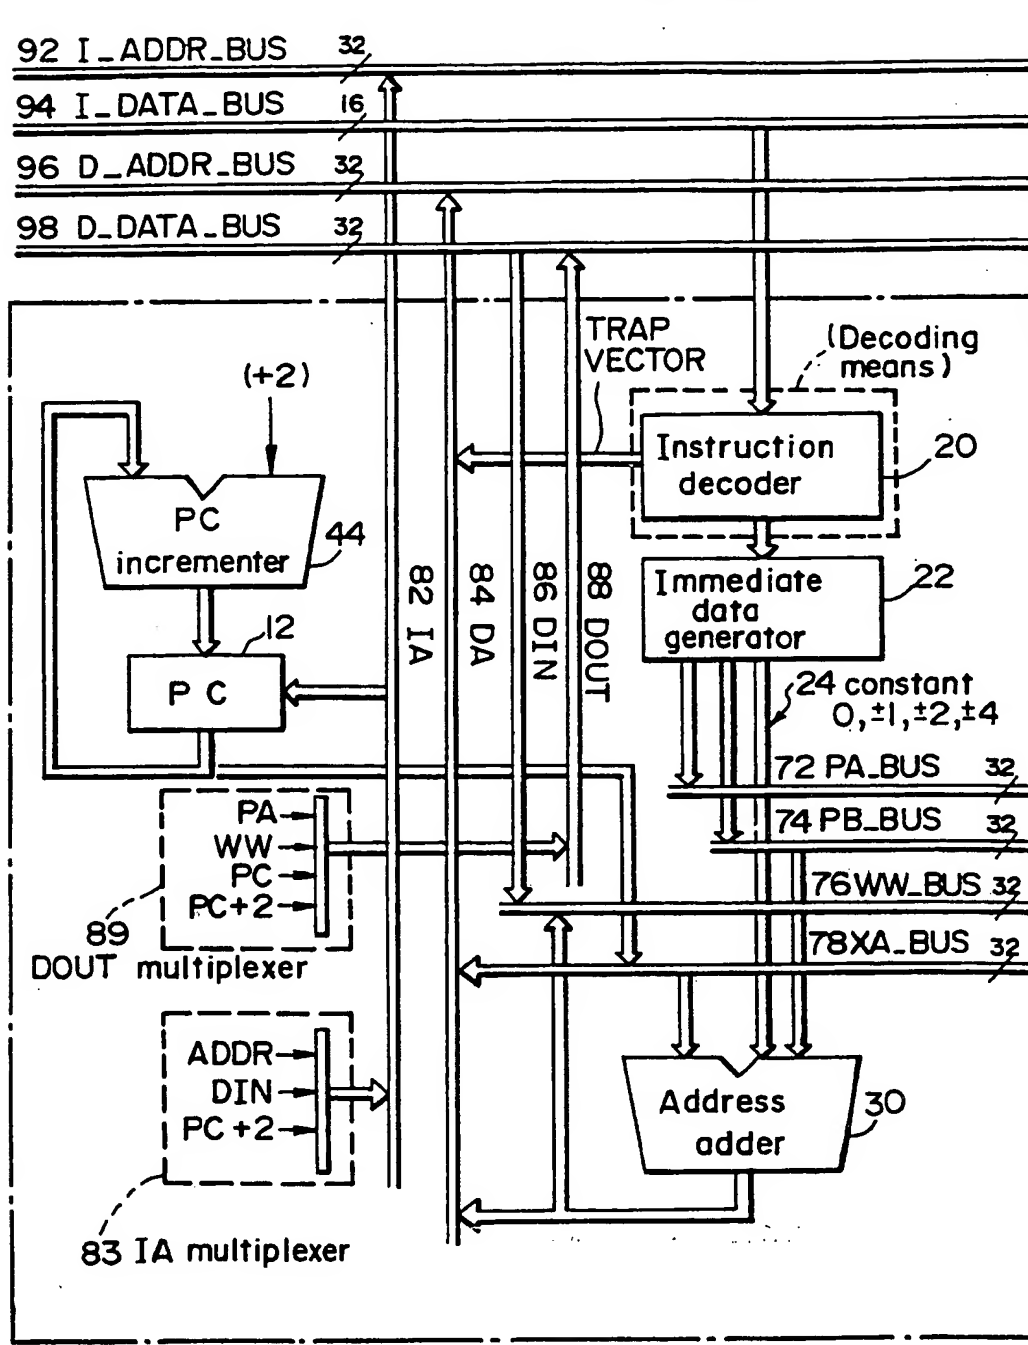 92 I_ADDR_BUS 32
94 I_DATA_BUS 16
96 D_ADDR_BUS 32
98 D_DATA_BUS 32
TRAP
VECTOR
(Decoding
means)
(+2)
Instruction
decoder
20
PC
incrementer
44
Immediate
data
generator
22
82 IA
84 DA
86 DIN
88 DOUT
12
PC
24 constant
0,±1,±2,±4
72 PA_BUS 32
74 PB_BUS 32
76 WW_BUS 32
78 XA_BUS 32
PA
WW
PC
PC+2
89
DOUT multiplexer
ADDR
DIN
PC+2
83 IA multiplexer
Address
adder
30